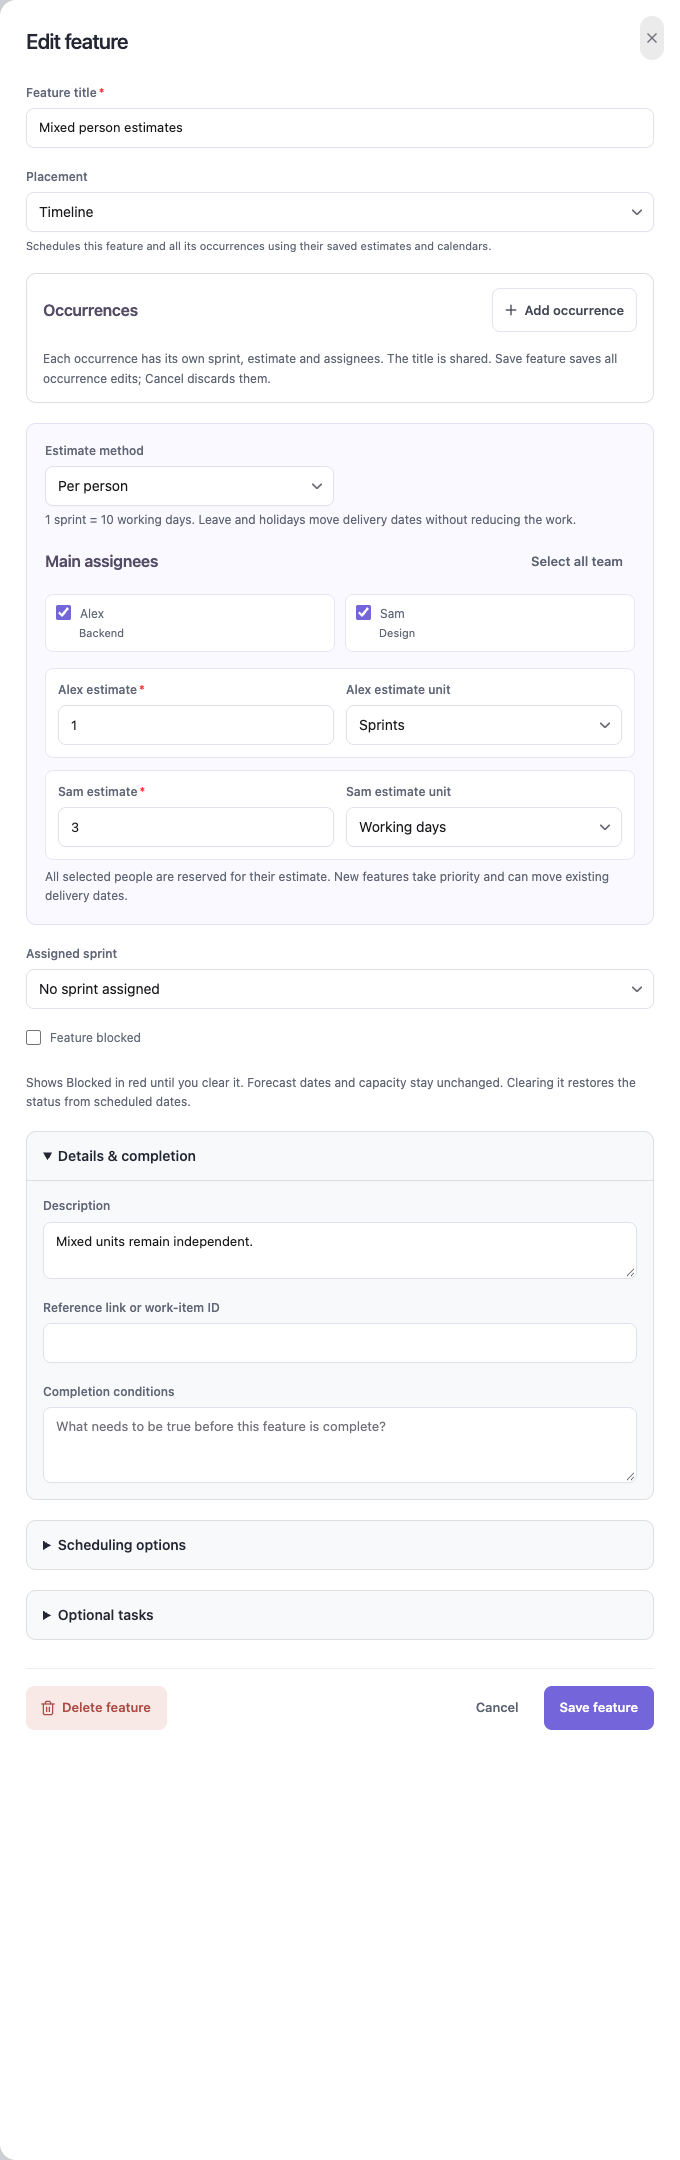 Edit feature
Feature title*
Mixed person estimates
Placement
Timeline
Schedules this feature and all its occurrences using their saved estimates and calendars.
Occurrences
Add occurrence
Each occurrence has its own sprint, estimate and assignees. The title is shared. Save feature saves all
occurrence edits; Cancel discards them.
Estimate method
Per person
1 sprint = 10 working days. Leave and holidays move delivery dates without reducing the work.
Main assignees
Select all team
Alex
Backend
Sam
Design
Alex estimate*
Alex estimate unit
1
Sprints
Sam estimate*
Sam estimate unit
3
Working days
All selected people are reserved for their estimate. New features take priority and can move existing
delivery dates.
Assigned sprint
No sprint assigned
Feature blocked
Shows Blocked in red until you clear it. Forecast dates and capacity stay unchanged. Clearing it restores the
status from scheduled dates.
Details & completion
Description
Mixed units remain independent.
Reference link or work-item ID
Completion conditions
What needs to be true before this feature is complete?
Scheduling options
Optional tasks
Delete feature
Cancel
Save feature